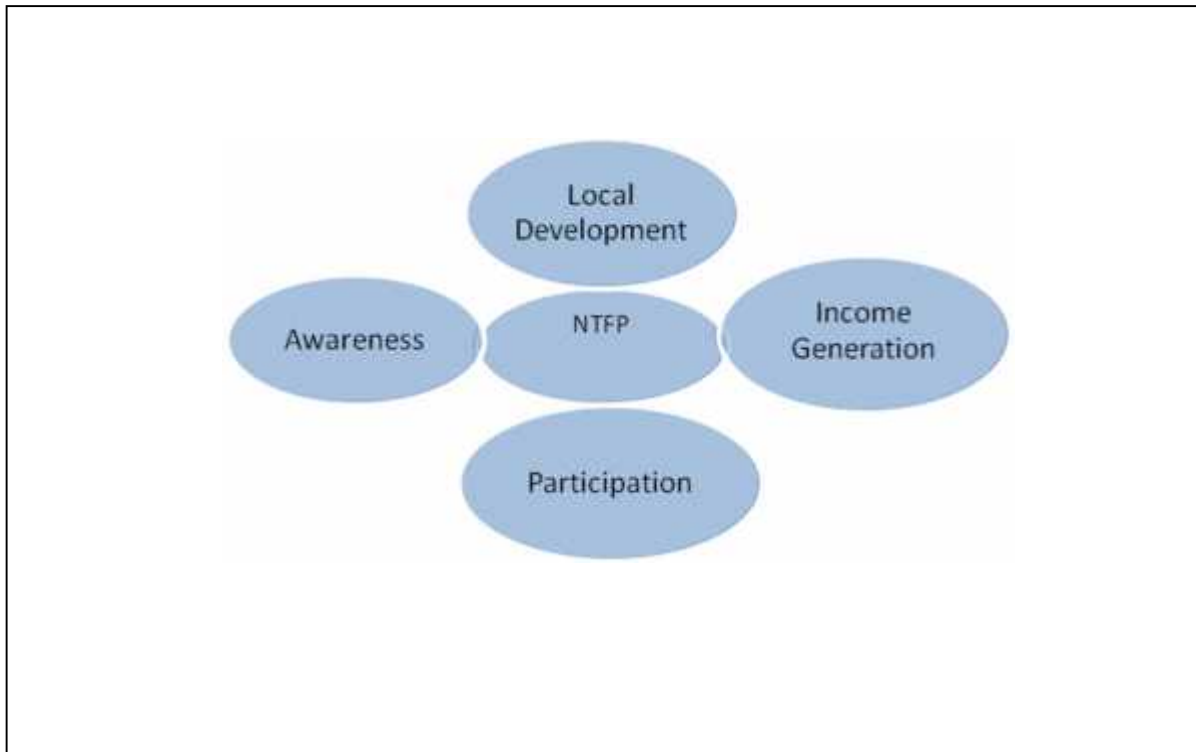 Local
Development
Awareness
NTFP
Income
Generation
Participation